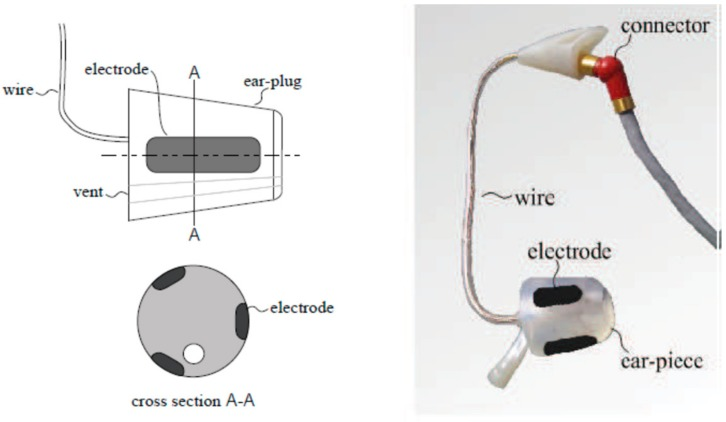 A
electrode
ear-plug
wire
vent
A
electrode
cross section A-A
connector
wire
electrode
ear-piece